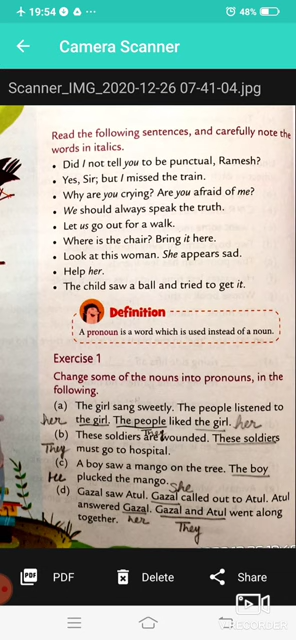 19:54
48%
Camera Scanner
Scanner_IMG_2020-12-26 07-41-04.jpg
Read the following sentences, and carefully note the
words in italics.
• Did I not tell you to be punctual, Ramesh?
• Yes, Sir; but I missed the train.
• Why are you crying? Are you afraid of me?
• We should always speak the truth.
• Let us go out for a walk.
• Where is the chair? Bring it here.
• Look at this woman. She appears sad.
• Help her.
• The child saw a ball and tried to get it.
Definition
A pronoun is a word which is used instead of a noun.
Exercise 1
Change some of the nouns into pronouns, in the
following.
(a) The girl sang sweetly. The people listened to
her the girl. The people liked the girl. her
They
(b) These soldiers are wounded. These soldiers
They must go to hospital.
(c) A boy saw a mango on the tree. The boy
He plucked the mango.
She
(d) Gazal saw Atul. Gazal called out to Atul. Atul
answered Gazal. Gazal and Atul went along
together. her They
PDF Delete Share
RECORDER